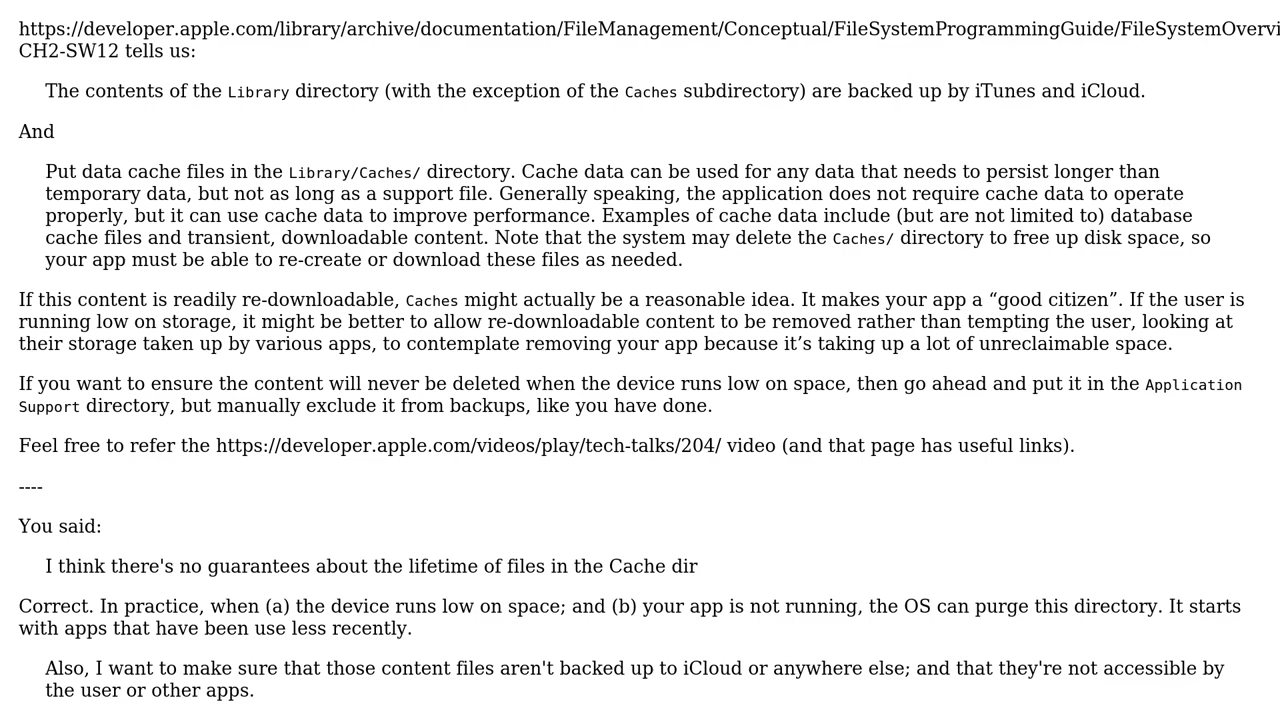 https://developer.apple.com/library/archive/documentation/FileManagement/Conceptual/FileSystemProgrammingGuide/FileSystemOvervi
CH2-SW12 tells us:
The contents of the Library directory (with the exception of the Caches subdirectory) are backed up by iTunes and iCloud.
And
Put data cache files in the Library/Caches/ directory. Cache data can be used for any data that needs to persist longer than
temporary data, but not as long as a support file. Generally speaking, the application does not require cache data to operate
properly, but it can use cache data to improve performance. Examples of cache data include (but are not limited to) database
cache files and transient, downloadable content. Note that the system may delete the Caches/ directory to free up disk space, so
your app must be able to re-create or download these files as needed.
If this content is readily re-downloadable, Caches might actually be a reasonable idea. It makes your app a “good citizen”. If the user is
running low on storage, it might be better to allow re-downloadable content to be removed rather than tempting the user, looking at
their storage taken up by various apps, to contemplate removing your app because it’s taking up a lot of unreclaimable space.
If you want to ensure the content will never be deleted when the device runs low on space, then go ahead and put it in the Application
Support directory, but manually exclude it from backups, like you have done.
Feel free to refer the https://developer.apple.com/videos/play/tech-talks/204/ video (and that page has useful links).
----
You said:
I think there's no guarantees about the lifetime of files in the Cache dir
Correct. In practice, when (a) the device runs low on space; and (b) your app is not running, the OS can purge this directory. It starts
with apps that have been use less recently.
Also, I want to make sure that those content files aren't backed up to iCloud or anywhere else; and that they're not accessible by
the user or other apps.